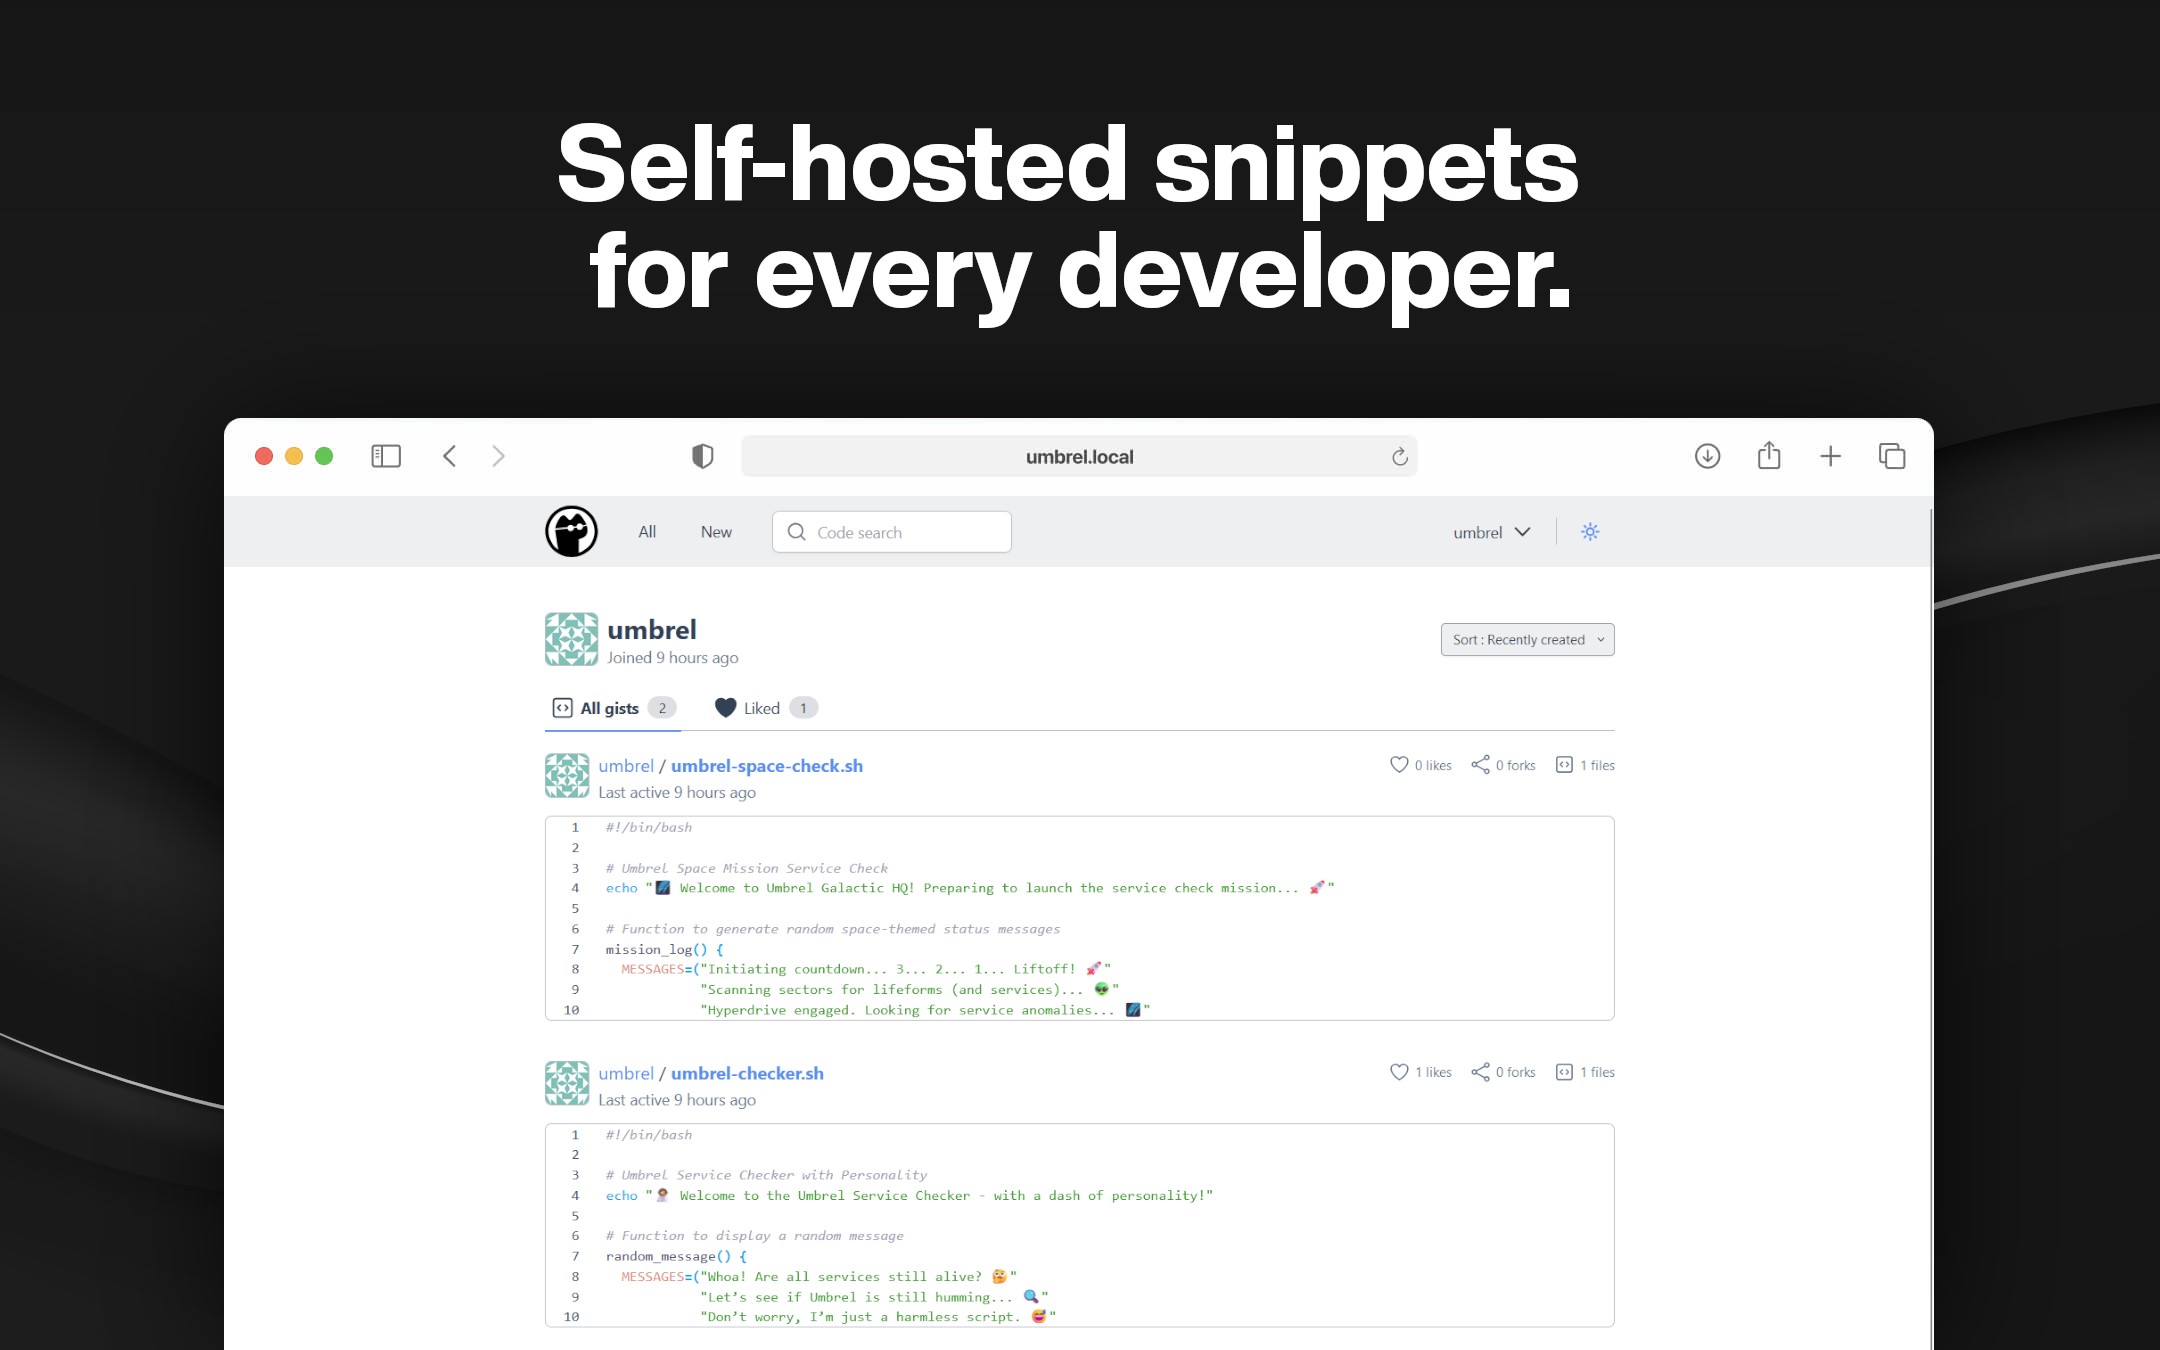 Self-hosted snippets
for every developer.
umbrel.local
All New Code search umbrel
umbrel
Joined 9 hours ago
Sort : Recently created
All gists 2 Liked 1
umbrel / umbrel-space-check.sh 0 likes 0 forks 1 files
Last active 9 hours ago
1 #!/bin/bash
2
3 # Umbrel Space Mission Service Check
4 echo "🌌 Welcome to Umbrel Galactic HQ! Preparing to launch the service check mission... 🚀"
5
6 # Function to generate random space-themed status messages
7 mission_log() {
8 MESSAGES=("Initiating countdown... 3... 2... 1... Liftoff! 🚀"
9 "Scanning sectors for lifeforms (and services)... 👽"
10 "Hyperdrive engaged. Looking for service anomalies... 🌌"
umbrel / umbrel-checker.sh 1 likes 0 forks 1 files
Last active 9 hours ago
1 #!/bin/bash
2
3 # Umbrel Service Checker with Personality
4 echo " Welcome to the Umbrel Service Checker - with a dash of personality!"
5
6 # Function to display a random message
7 random_message() {
8 MESSAGES=("Whoa! Are all services still alive? 🤔"
9 "Let’s see if Umbrel is still humming... 🔍"
10 "Don’t worry, I’m just a harmless script. 😅"